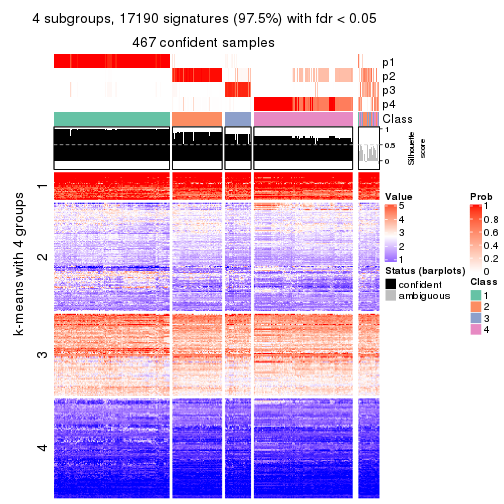 4 subgroups, 17190 signatures (97.5%) with fdr < 0.05
467 confident samples
p1
p2
p3
p4
Class
1
0.5
0
Silhouette
score
k-means with 4 groups
1
2
3
4
Value
5
4
3
2
1
Status (barplots)
confident
ambiguous
Prob
1
0.8
0.6
0.4
0.2
0
Class
1
2
3
4